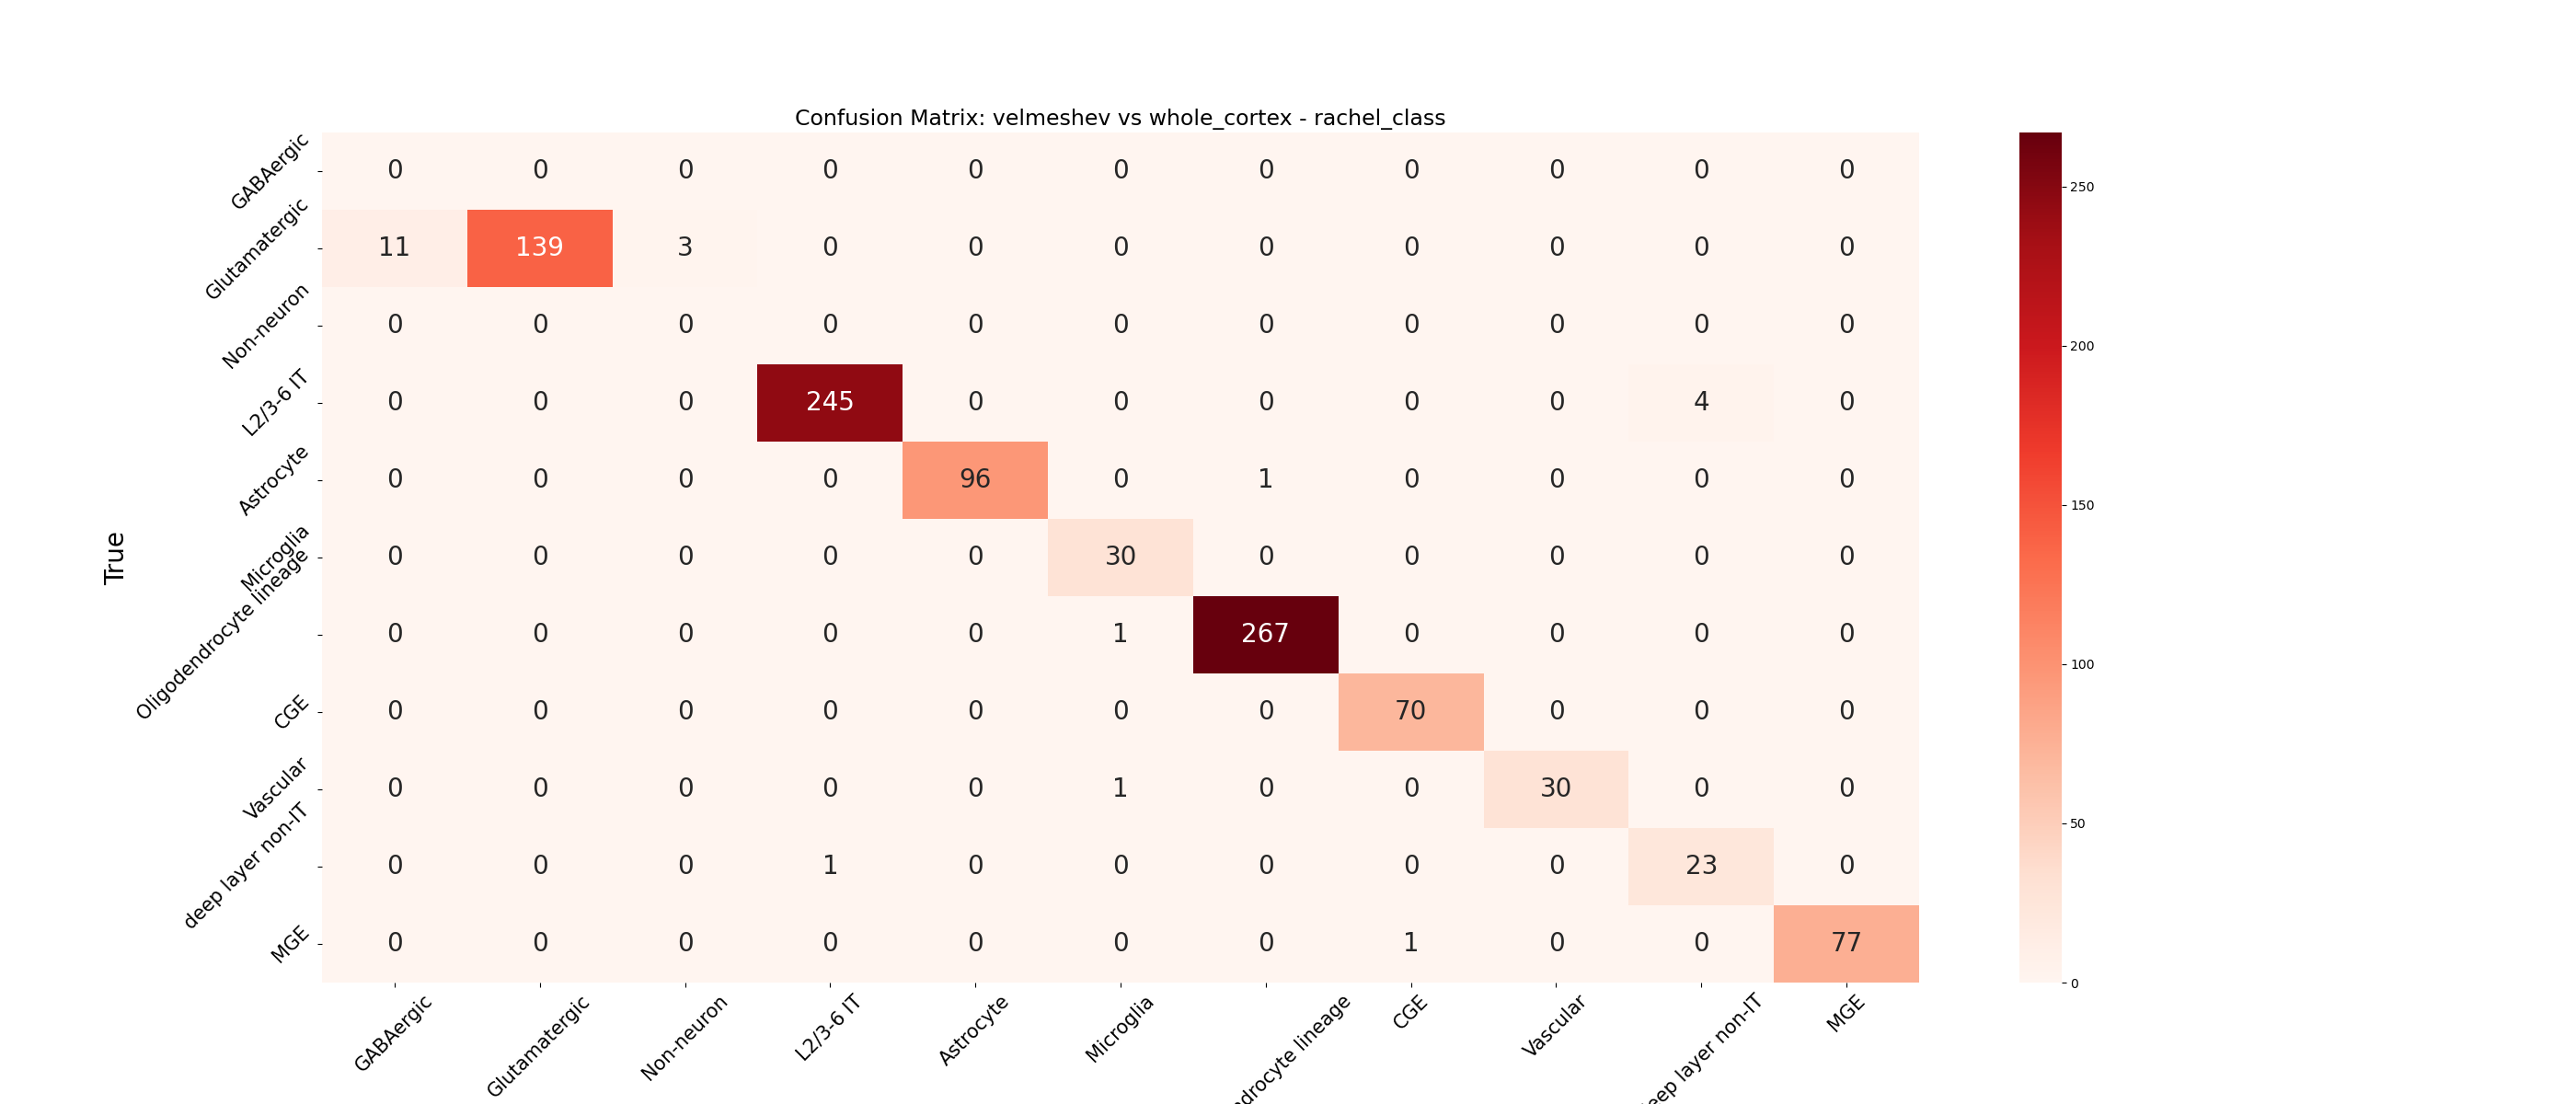 Confusion Matrix: velmeshev vs whole_cortex - rachel_class
True
GABAergic 0 0 0 0 0 0 0 0 0 0 0
Glutamatergic 11 139 3 0 0 0 0 0 0 0 0
Non-neuron 0 0 0 0 0 0 0 0 0 0 0
L2/3-6 IT 0 0 0 245 0 0 0 0 0 4 0
Astrocyte 0 0 0 0 96 0 1 0 0 0 0
Microglia 0 0 0 0 0 30 0 0 0 0 0
Oligodendrocyte lineage 0 0 0 0 0 1 267 0 0 0 0
CGE 0 0 0 0 0 0 0 70 0 0 0
Vascular 0 0 0 0 0 1 0 0 30 0 0
deep layer non-IT 0 0 0 1 0 0 0 0 0 23 0
MGE 0 0 0 0 0 0 0 1 0 0 77
GABAergic Glutamatergic Non-neuron L2/3-6 IT Astrocyte Microglia ndrocyte lineage CGE Vascular eep layer non-IT MGE
250
200
150
100
50
0